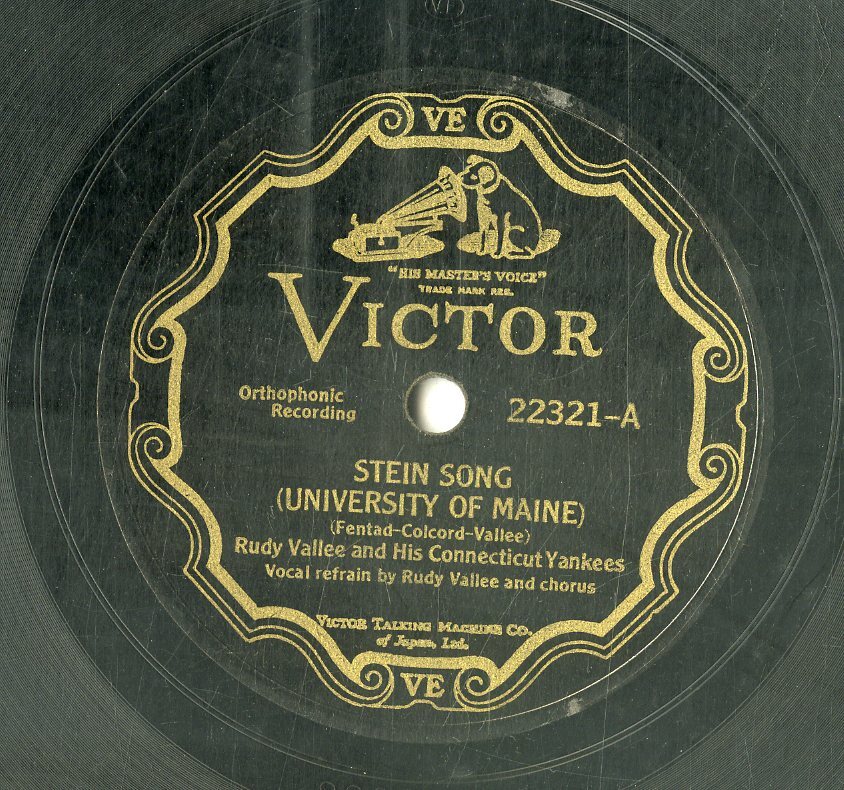 VE
"HIS MASTER'S VOICE"
TRADE MARK REG.
VICTOR
Orthophonic
Recording
22321-A
STEIN SONG
(UNIVERSITY OF MAINE)
(Fentad-Colcord-Vallee)
Rudy Vallee and His Connecticut Yankees
Vocal refrain by Rudy Vallee and chorus
VICTOR TALKING MACHINE CO.
of Japan, Ltd.
VE